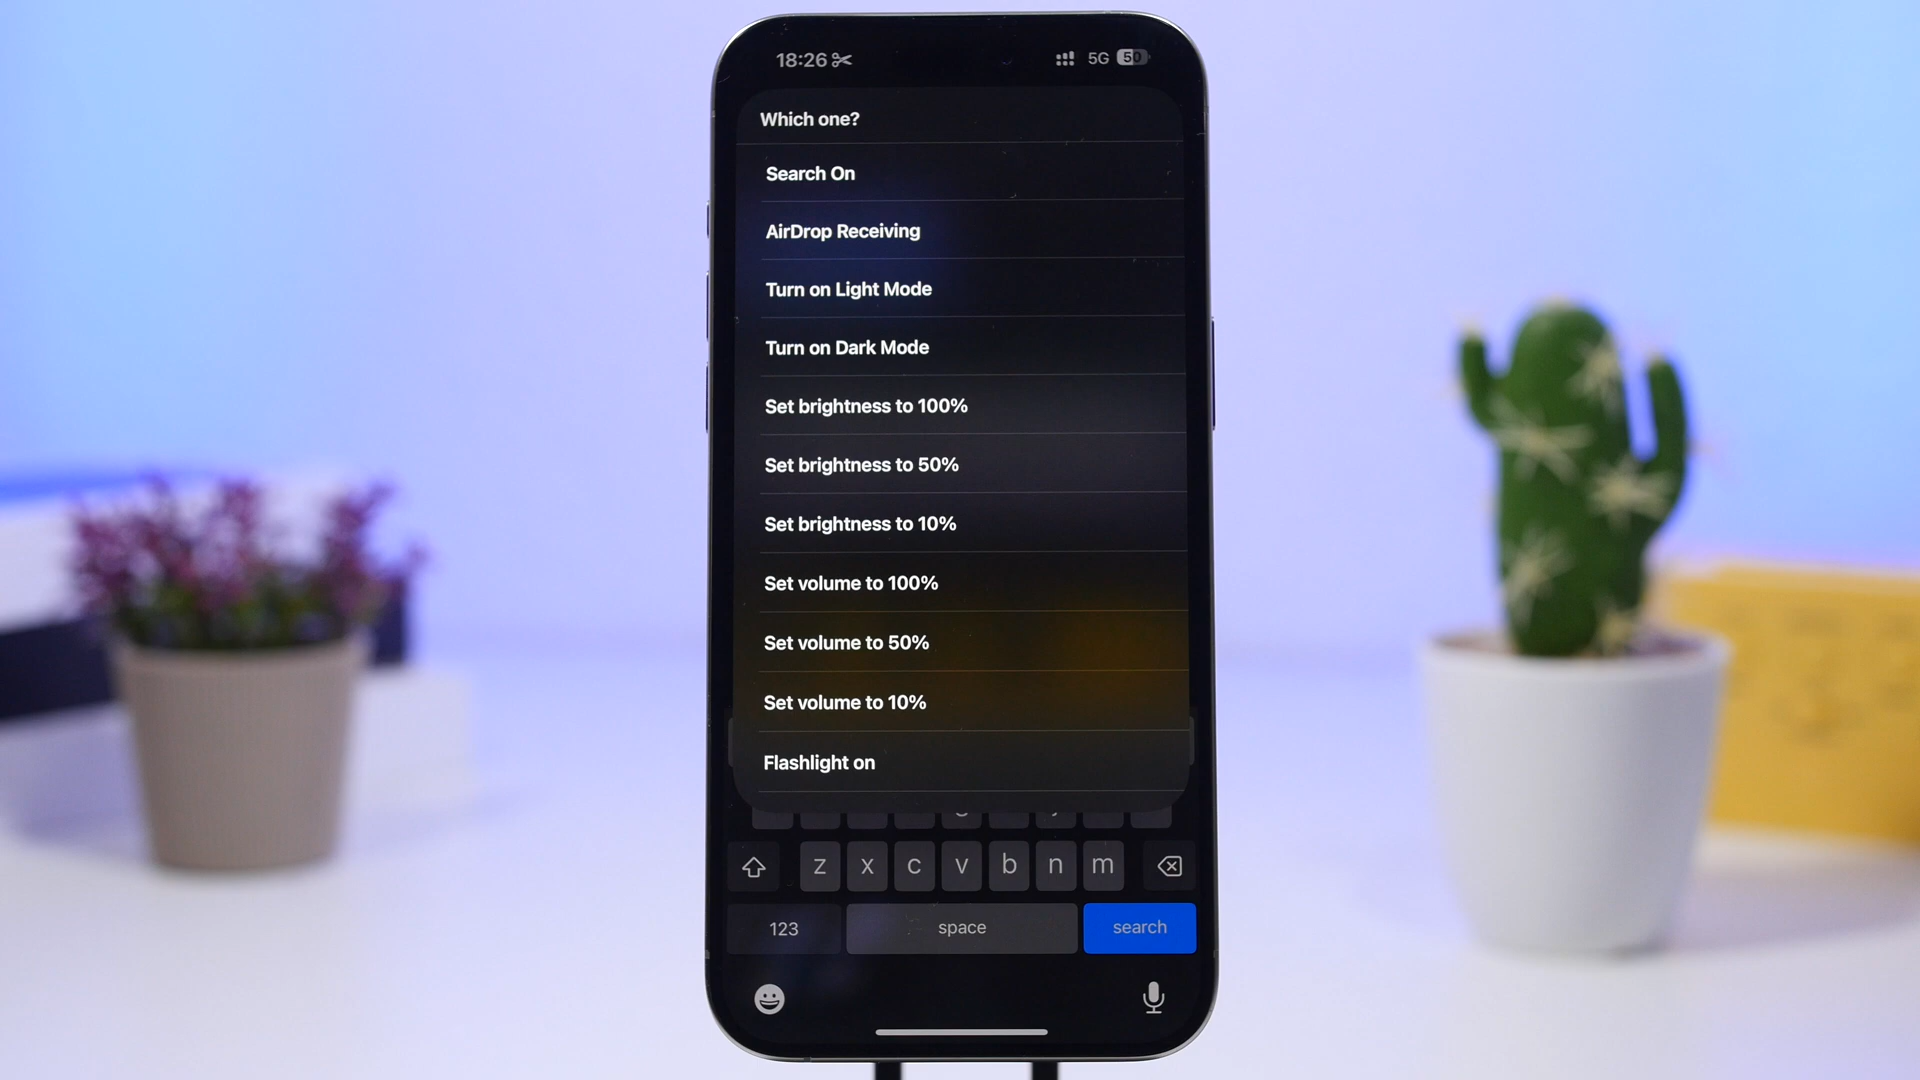 18:26 5G 50
Which one?
Search On
AirDrop Receiving
Turn on Light Mode
Turn on Dark Mode
Set brightness to 100%
Set brightness to 50%
Set brightness to 10%
Set volume to 100%
Set volume to 50%
Set volume to 10%
Flashlight on
z x c v b n m
123 space search